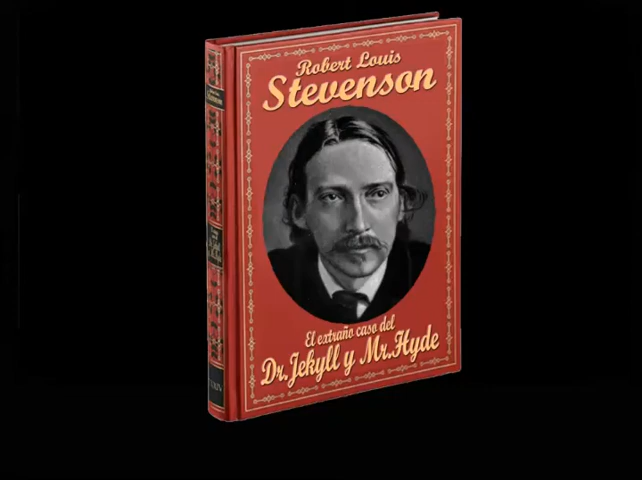 Robert Louis
Stevenson
El extraño caso del
Dr. Jekyll y Mr. Hyde